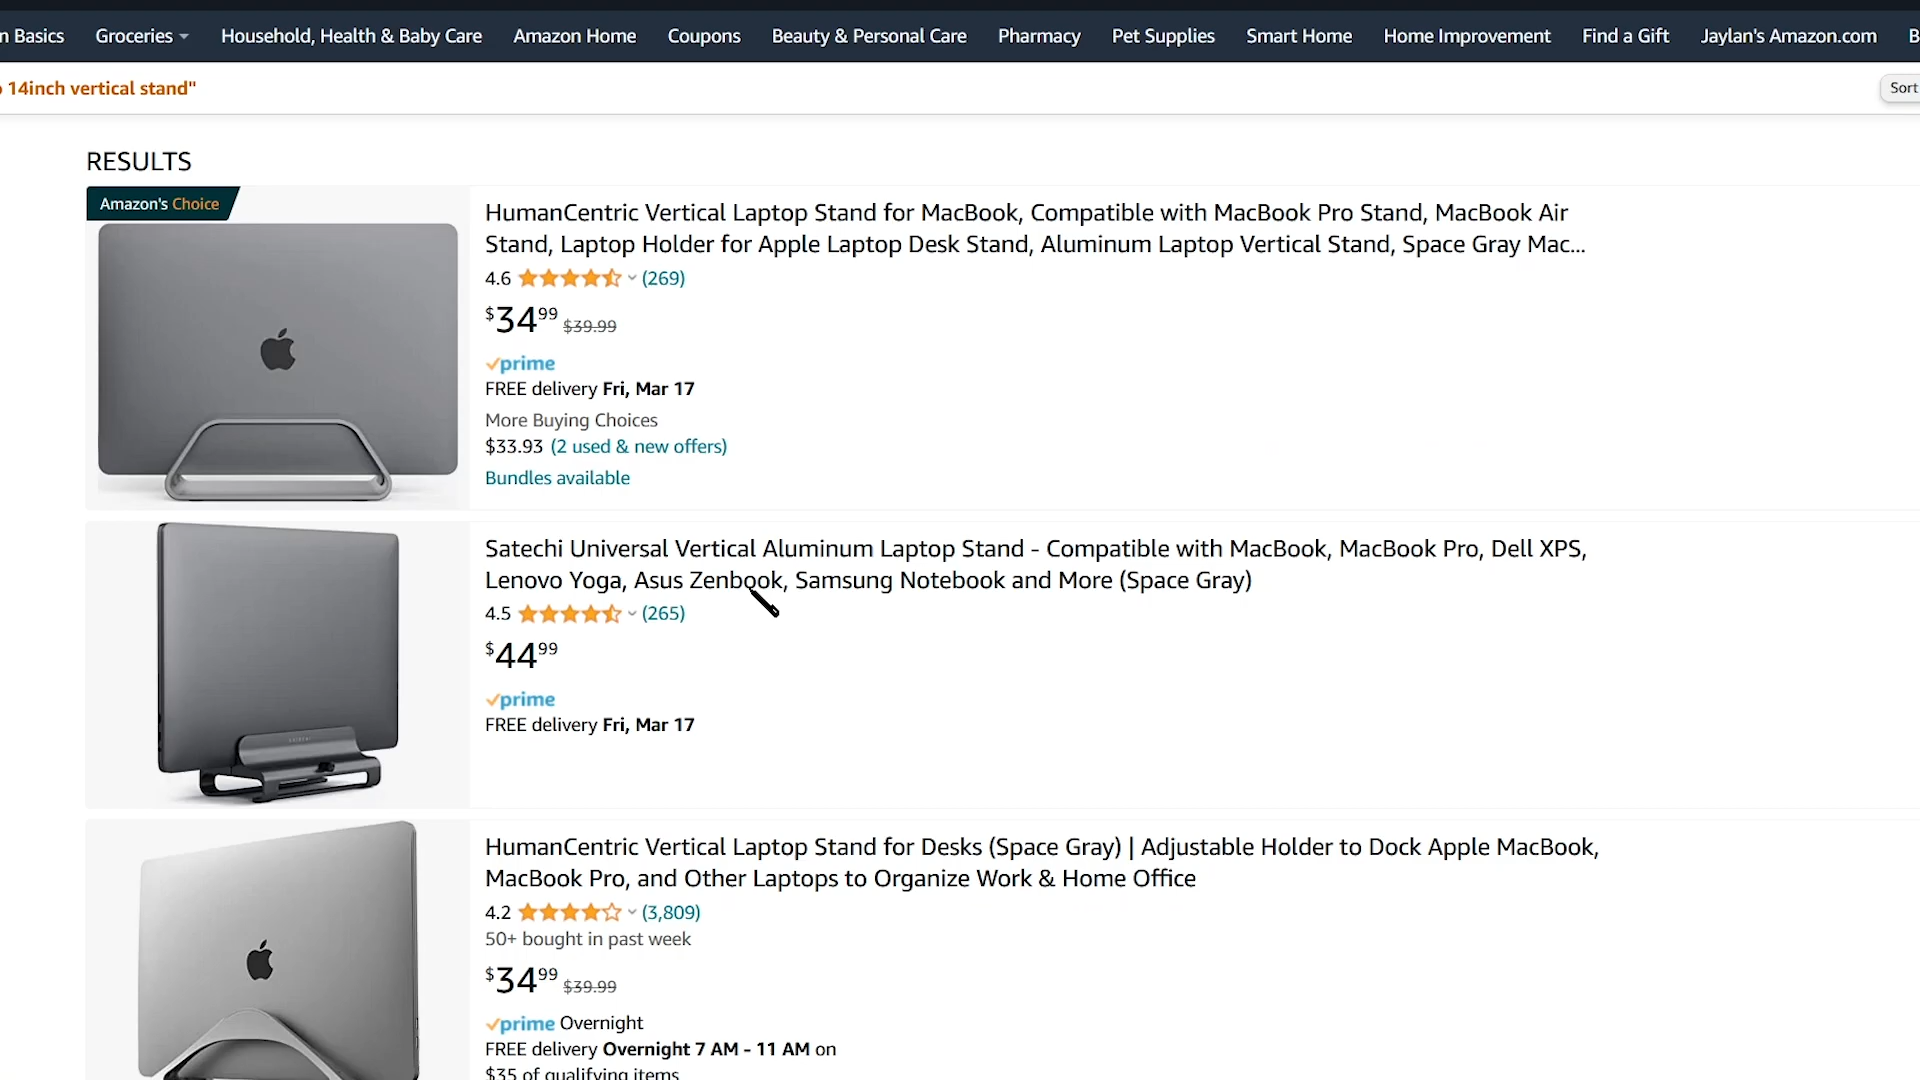 n Basics Groceries Household, Health & Baby Care Amazon Home Coupons Beauty & Personal Care Pharmacy Pet Supplies Smart Home Home Improvement Find a Gift Jaylan's Amazon.com B
14inch vertical stand"
Sort
RESULTS
Amazon's Choice
HumanCentric Vertical Laptop Stand for MacBook, Compatible with MacBook Pro Stand, MacBook Air
Stand, Laptop Holder for Apple Laptop Desk Stand, Aluminum Laptop Vertical Stand, Space Gray Mac...
4.6 (269)
$34.99 $39.99
prime
FREE delivery Fri, Mar 17
More Buying Choices
$33.93 (2 used & new offers)
Bundles available
Satechi Universal Vertical Aluminum Laptop Stand - Compatible with MacBook, MacBook Pro, Dell XPS,
Lenovo Yoga, Asus Zenbook, Samsung Notebook and More (Space Gray)
4.5 (265)
$44.99
prime
FREE delivery Fri, Mar 17
HumanCentric Vertical Laptop Stand for Desks (Space Gray) | Adjustable Holder to Dock Apple MacBook,
MacBook Pro, and Other Laptops to Organize Work & Home Office
4.2 (3,809)
50+ bought in past week
$34.99 $39.99
prime Overnight
FREE delivery Overnight 7 AM - 11 AM on
$35 of qualifying items